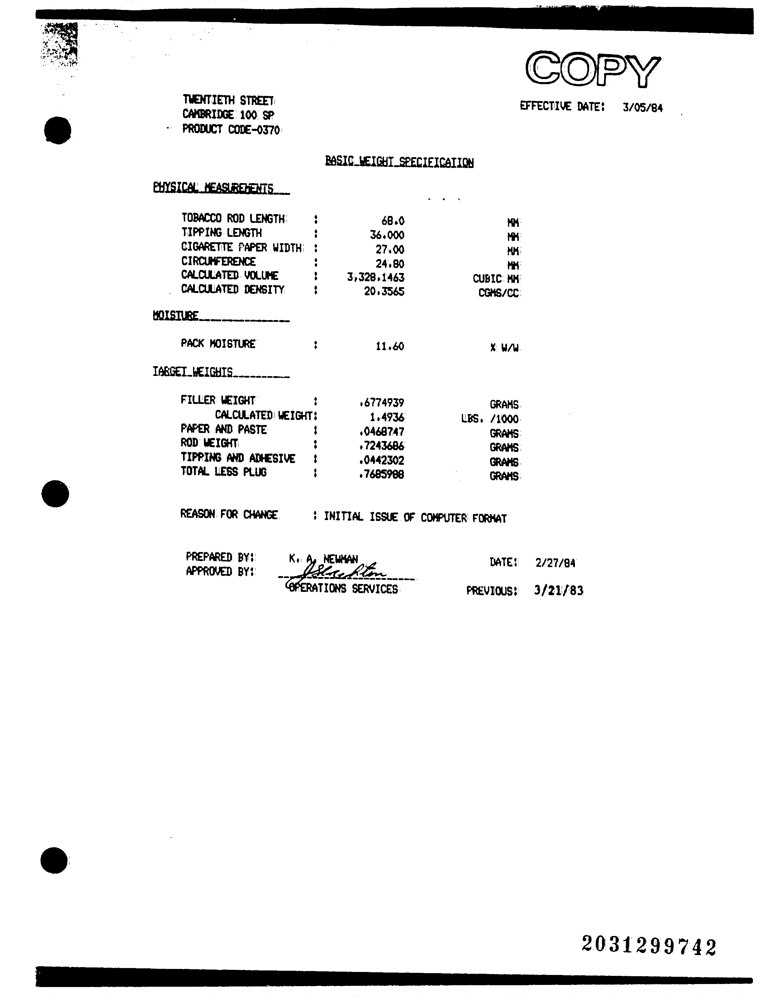 COPY
TWENTIETH STREET
CAMBRIDGE 100 SP
PRODUCT CODE-0370
EFFECTIVE DATE: 3/05/84
BASIC WEIGHT SPECIFICATION
PHYSICAL MEASUREMENTS
TOBACCO ROD LENGTH : 68.0 MM
TIPPING LENGTH : 36.000 MM
CIGARETTE PAPER WIDTH : 27.00 MM
CIRCUMFERENCE : 24.80 MM
CALCULATED VOLUME : 3,328.1463 CUBIC MM
CALCULATED DENSITY : 20.3565 CGMS/CC
MOISTURE
PACK MOISTURE : 11.60 % W/W
TARGET WEIGHTS
FILLER WEIGHT : .6774939 GRAMS
CALCULATED WEIGHT: 1.4936 LBS. /1000
PAPER AND PASTE : .0468747 GRAMS
ROD WEIGHT : .7243686 GRAMS
TIPPING AND ADHESIVE : .0442302 GRAMS
TOTAL LESS PLUG : .7685988 GRAMS
REASON FOR CHANGE : INITIAL ISSUE OF COMPUTER FORMAT
PREPARED BY: K. A. NEWMAN DATE: 2/27/84
APPROVED BY:
OPERATIONS SERVICES PREVIOUS: 3/21/83
2031299742